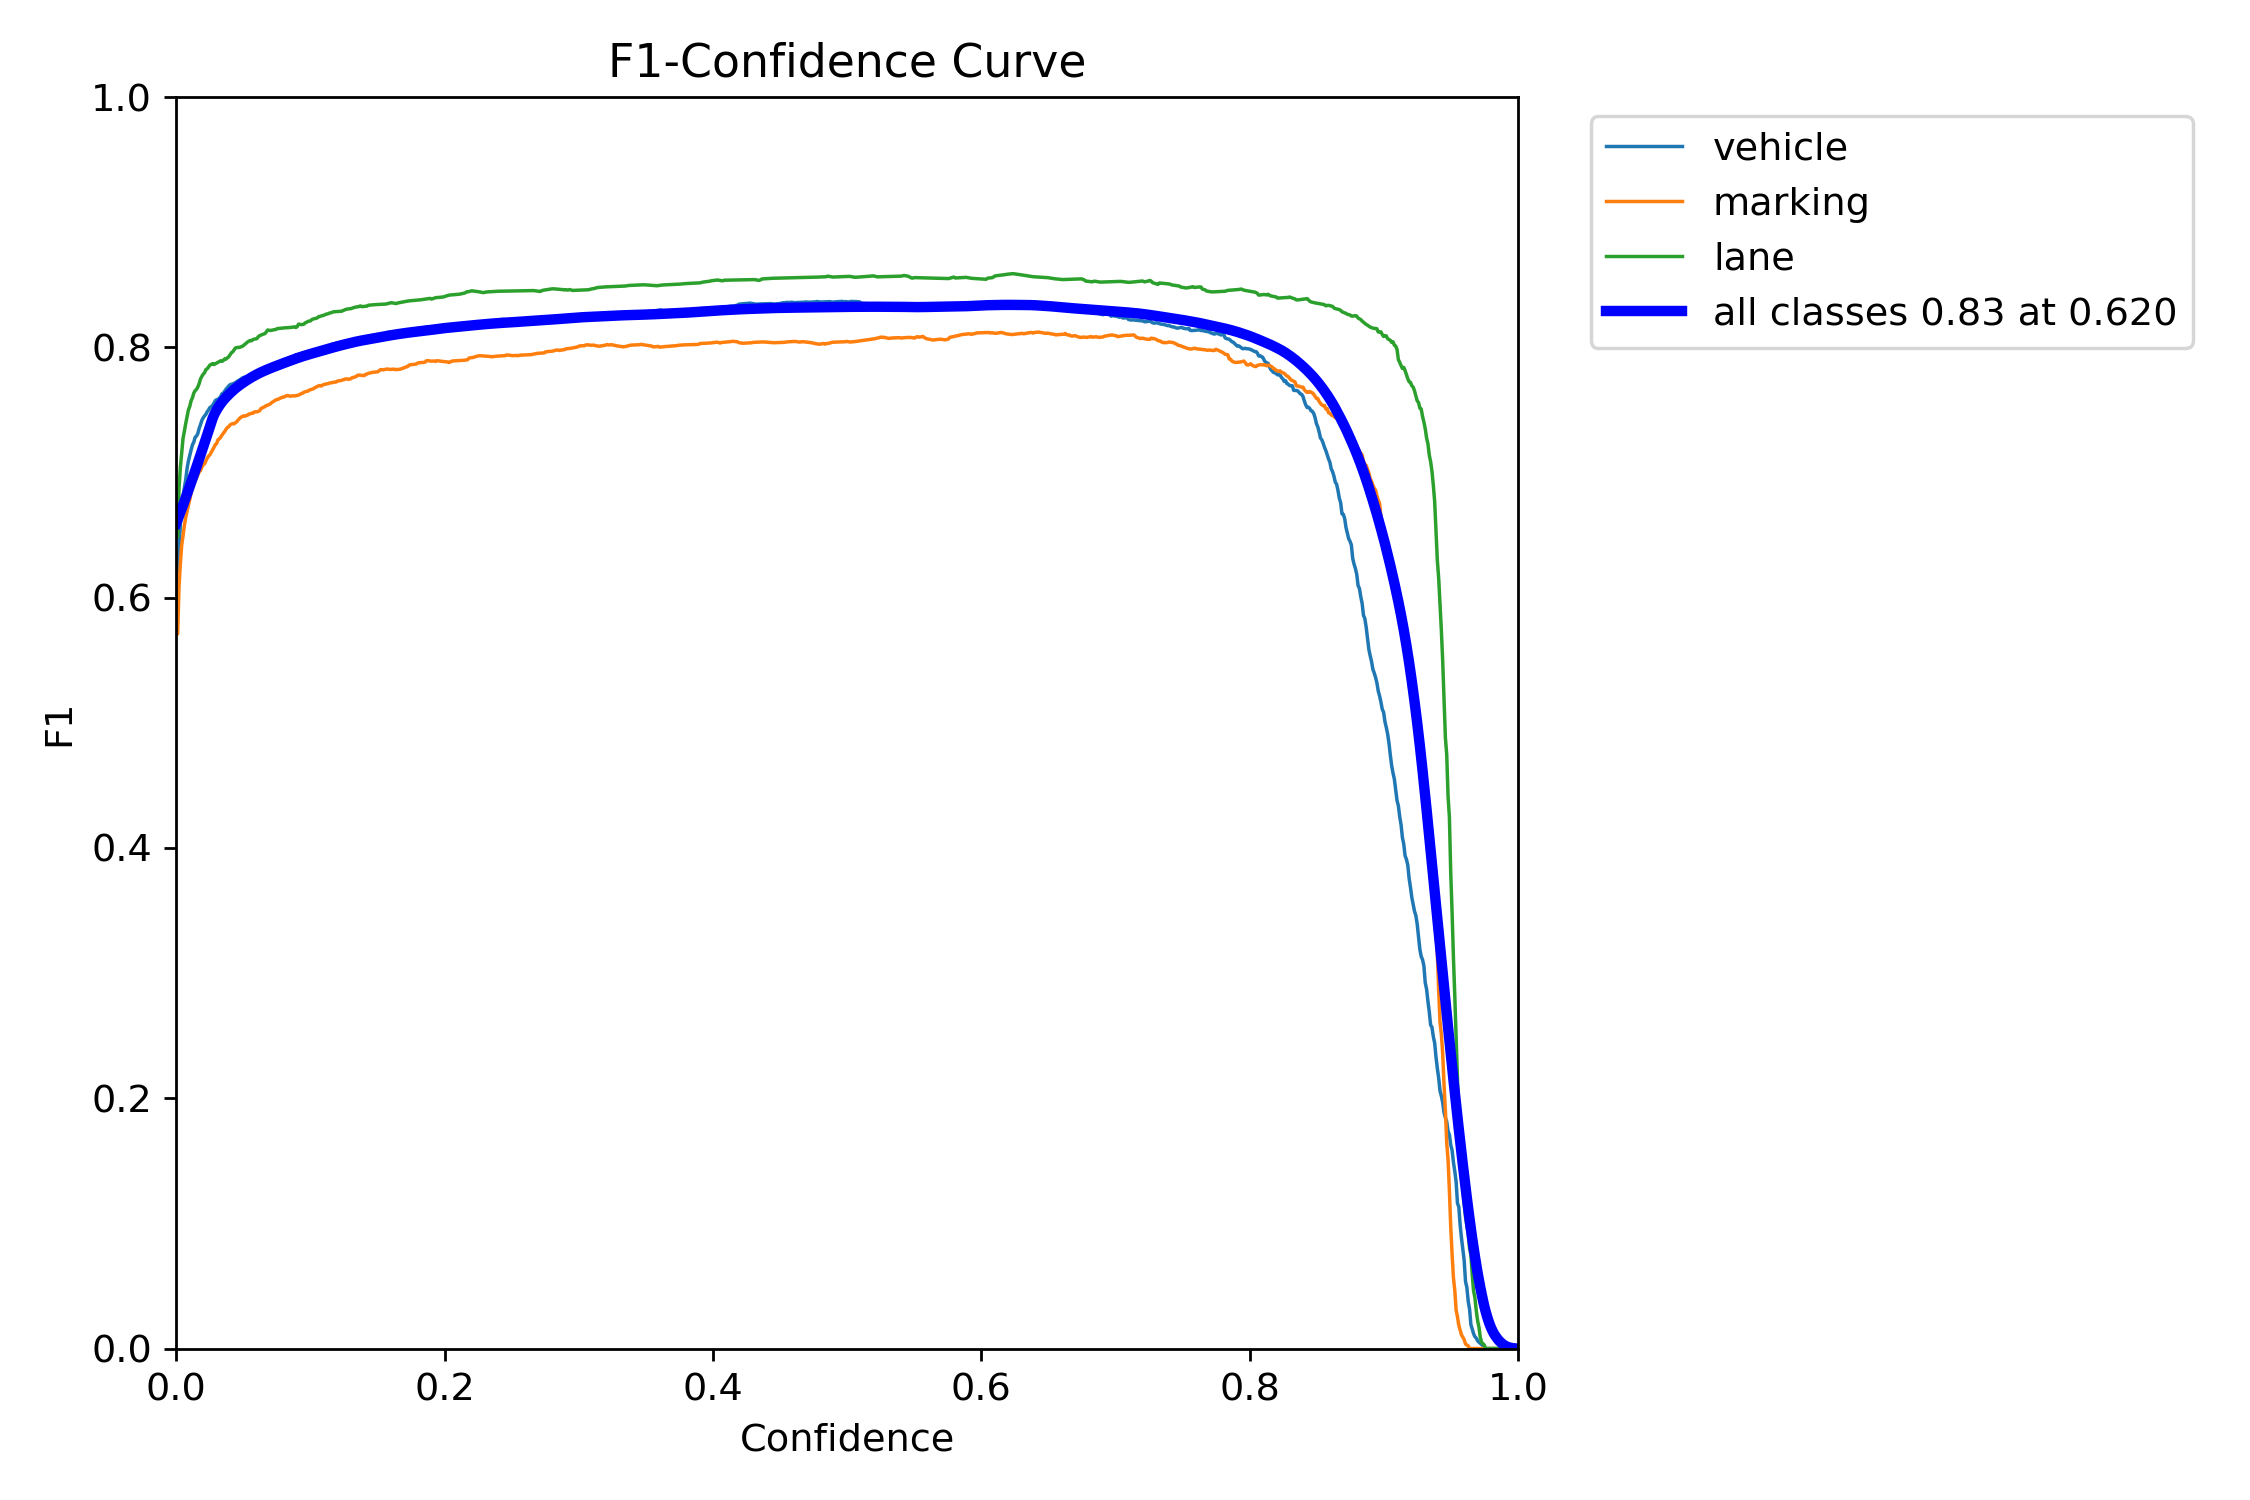 F1-Confidence Curve
1.0
0.8
0.6
0.4
0.2
0.0
F1
0.0 0.2 0.4 0.6 0.8 1.0
Confidence
vehicle
marking
lane
all classes 0.83 at 0.620